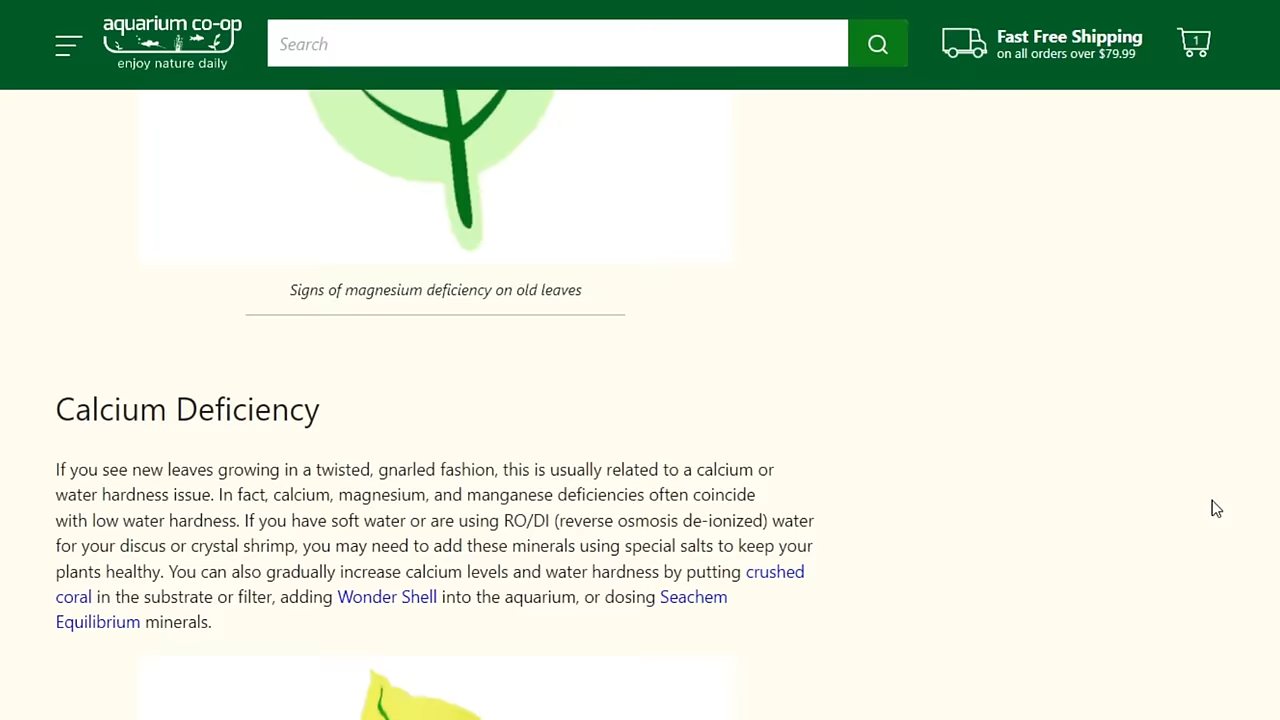 aquarium co-op
enjoy nature daily
Search
Fast Free Shipping
on all orders over $79.99
1
Signs of magnesium deficiency on old leaves
Calcium Deficiency
If you see new leaves growing in a twisted, gnarled fashion, this is usually related to a calcium or
water hardness issue. In fact, calcium, magnesium, and manganese deficiencies often coincide
with low water hardness. If you have soft water or are using RO/DI (reverse osmosis de-ionized) water
for your discus or crystal shrimp, you may need to add these minerals using special salts to keep your
plants healthy. You can also gradually increase calcium levels and water hardness by putting crushed
coral in the substrate or filter, adding Wonder Shell into the aquarium, or dosing Seachem
Equilibrium minerals.